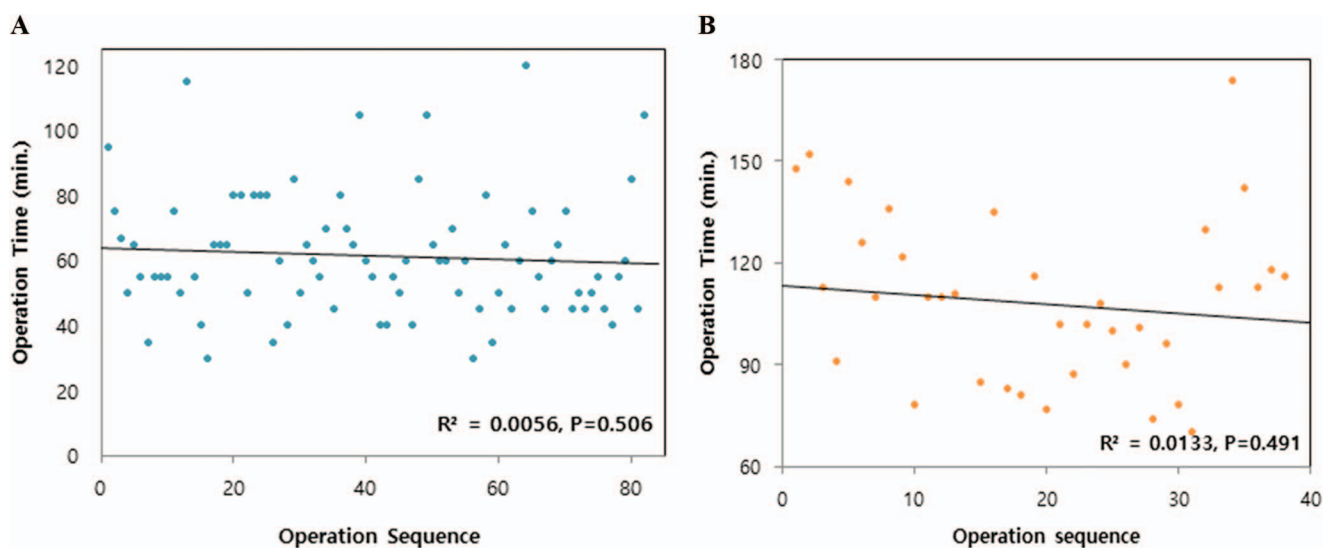 A
Operation Time (min.)
120
100
80
60
40
20
0
R² = 0.0056, P=0.506
0 20 40 60 80
Operation Sequence
B
Operation Time (min.)
180
150
110
90
60
R² = 0.0133, P=0.491
0 10 20 30 40
Operation sequence